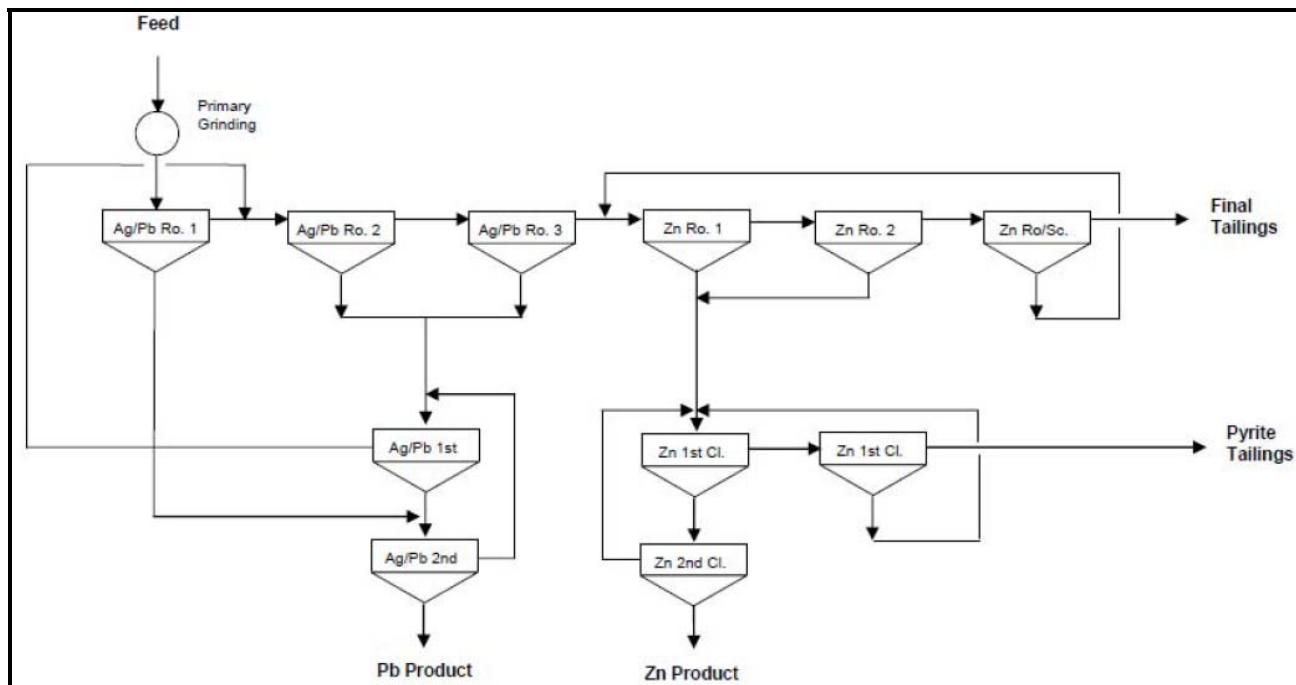 Feed
Primary
Grinding
Ag/Pb Ro. 1
Ag/Pb Ro. 2
Ag/Pb Ro. 3
Zn Ro. 1
Zn Ro. 2
Zn Ro/Sc.
Final
Tailings
Ag/Pb 1st
Zn 1st Cl.
Zn 1st Cl.
Pyrite
Tailings
Ag/Pb 2nd
Zn 2nd Cl.
Pb Product
Zn Product